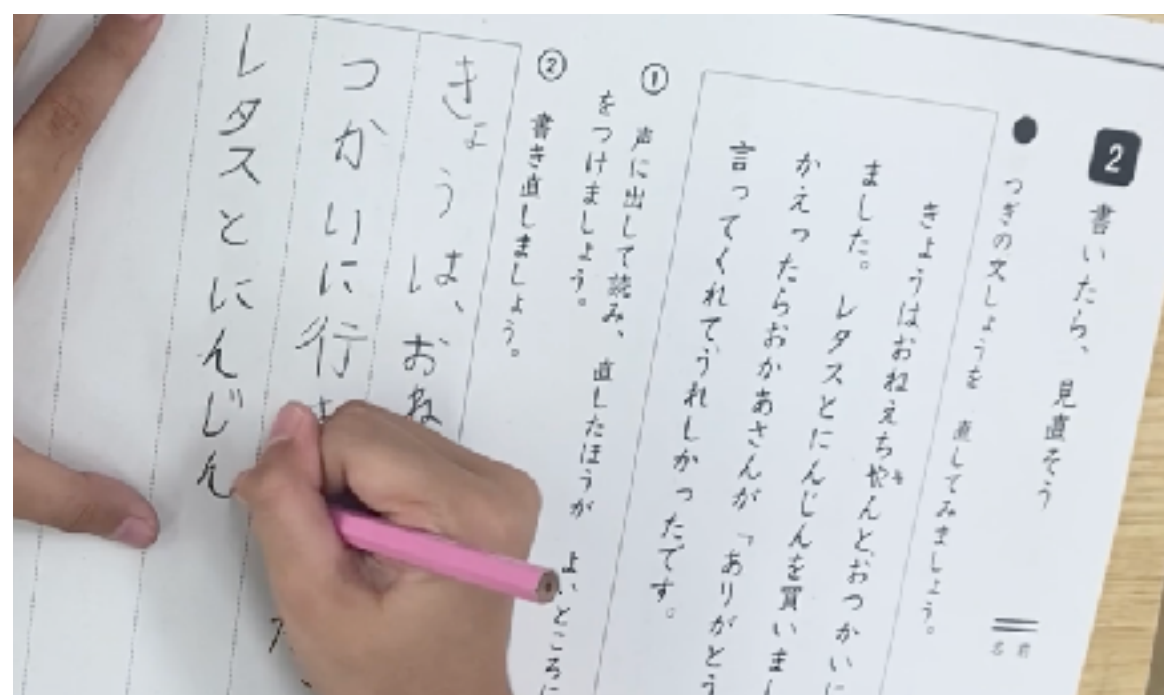 2 書いたら、見直そう
● つぎの文しょうを 直してみましょう。
名前
きょうはおねえちゃんと、おつかいに
ました。レタスとにんじんを買いまし
かえったらおかあさんが「ありがとう
言ってくれて、うれしかったです。
① 声に出して読み、直したほうが よいところに
をつけましょう。
② 書き直しましょう。
きょうは、おね
つかいに行き
レタスとにんじん